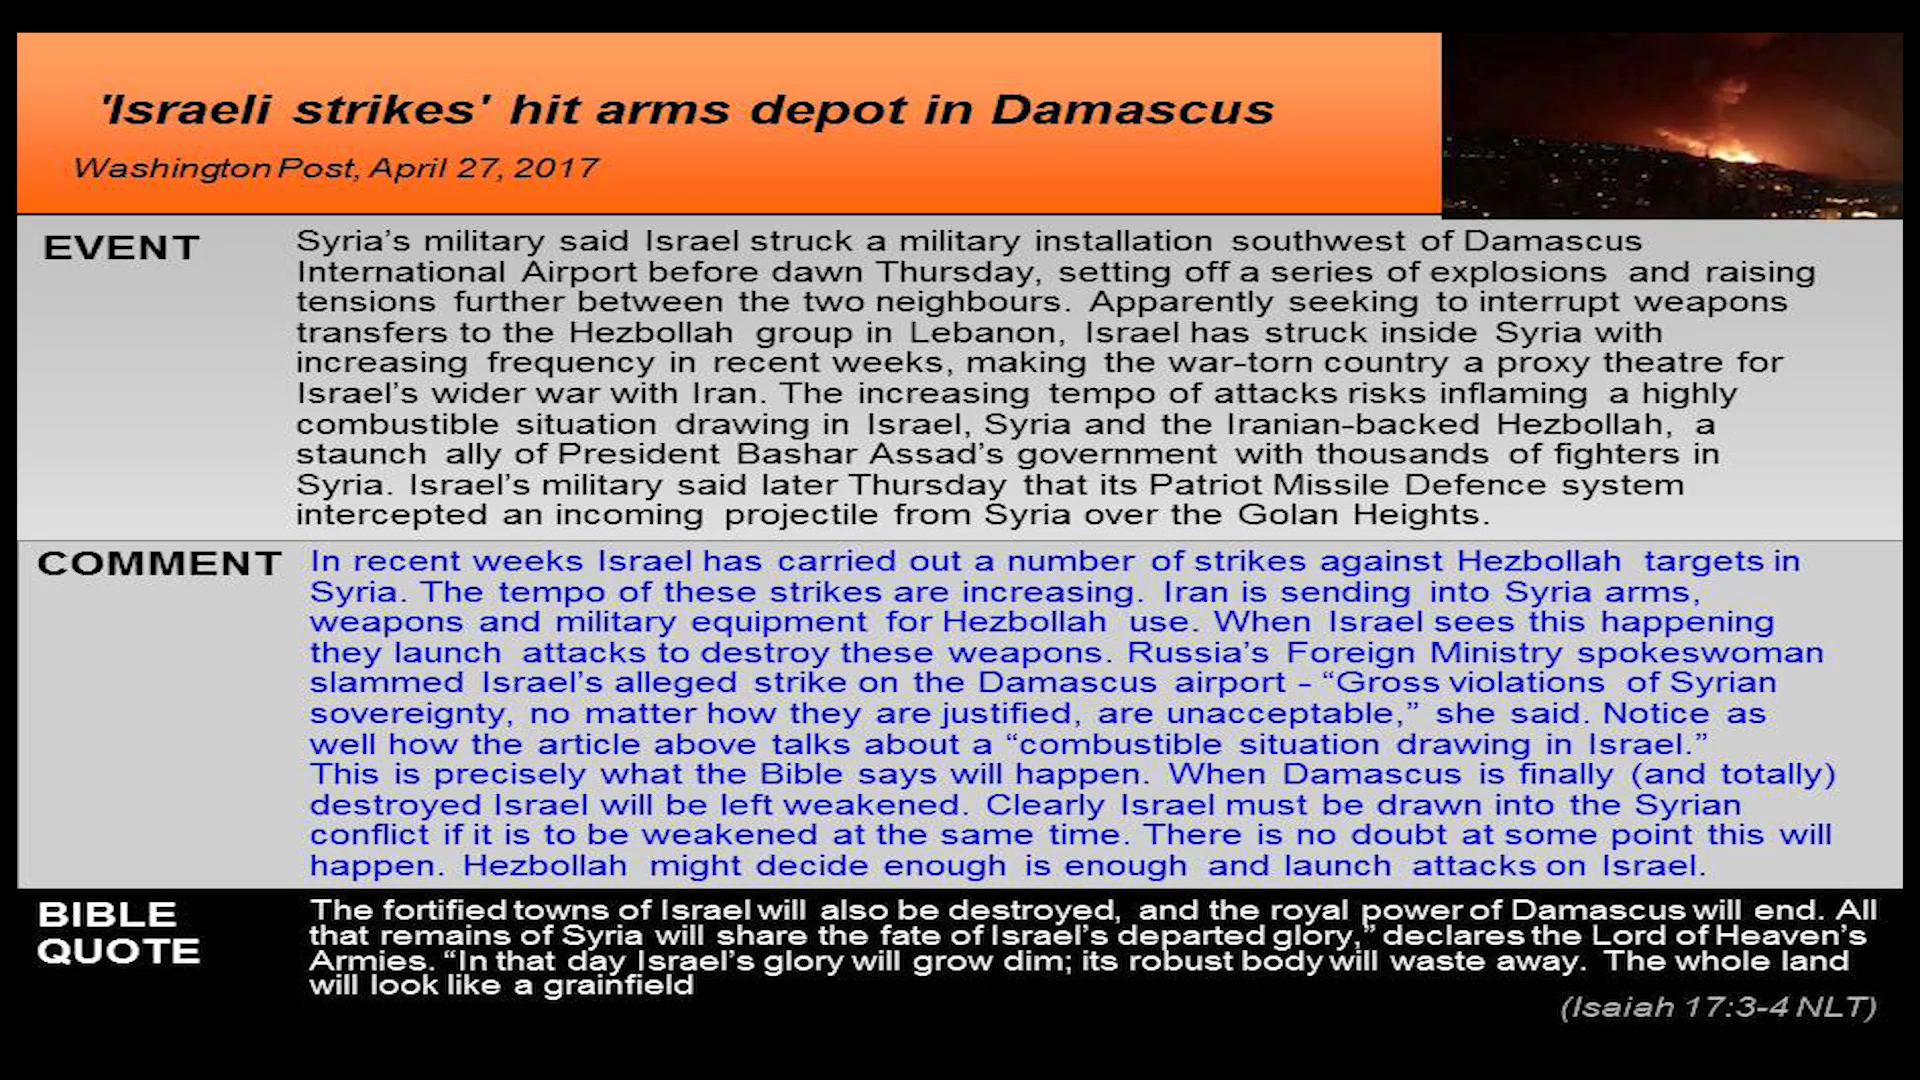 'Israeli strikes' hit arms depot in Damascus
Washington Post, April 27, 2017
EVENT
Syria's military said Israel struck a military installation southwest of Damascus
International Airport before dawn Thursday, setting off a series of explosions and raising
tensions further between the two neighbours. Apparently seeking to interrupt weapons
transfers to the Hezbollah group in Lebanon, Israel has struck inside Syria with
increasing frequency in recent weeks, making the war-torn country a proxy theatre for
Israel's wider war with Iran. The increasing tempo of attacks risks inflaming a highly
combustible situation drawing in Israel, Syria and the Iranian-backed Hezbollah, a
staunch ally of President Bashar Assad's government with thousands of fighters in
Syria. Israel's military said later Thursday that its Patriot Missile Defence system
intercepted an incoming projectile from Syria over the Golan Heights.
COMMENT
In recent weeks Israel has carried out a number of strikes against Hezbollah targets in
Syria. The tempo of these strikes are increasing. Iran is sending into Syria arms,
weapons and military equipment for Hezbollah use. When Israel sees this happening
they launch attacks to destroy these weapons. Russia's Foreign Ministry spokeswoman
slammed Israel's alleged strike on the Damascus airport - “Gross violations of Syrian
sovereignty, no matter how they are justified, are unacceptable,” she said. Notice as
well how the article above talks about a “combustible situation drawing in Israel.”
This is precisely what the Bible says will happen. When Damascus is finally (and totally)
destroyed Israel will be left weakened. Clearly Israel must be drawn into the Syrian
conflict if it is to be weakened at the same time. There is no doubt at some point this will
happen. Hezbollah might decide enough is enough and launch attacks on Israel.
BIBLE
QUOTE
The fortified towns of Israel will also be destroyed, and the royal power of Damascus will end. All
that remains of Syria will share the fate of Israel's departed glory,” declares the Lord of Heaven's
Armies. “In that day Israel's glory will grow dim; its robust body will waste away. The whole land
will look like a grainfield
(Isaiah 17:3-4 NLT)